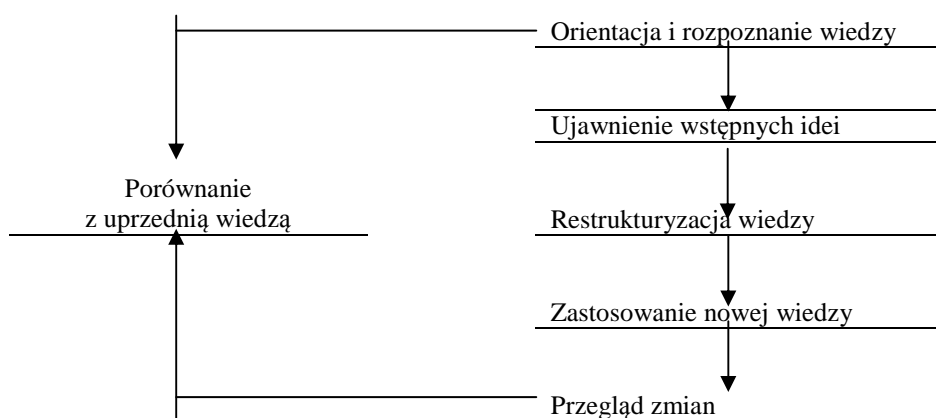 Orientacja i rozpoznanie wiedzy
Ujawnienie wstępnych idei
Porównanie
z uprzednią wiedzą
Restrukturyzacja wiedzy
Zastosowanie nowej wiedzy
Przegląd zmian